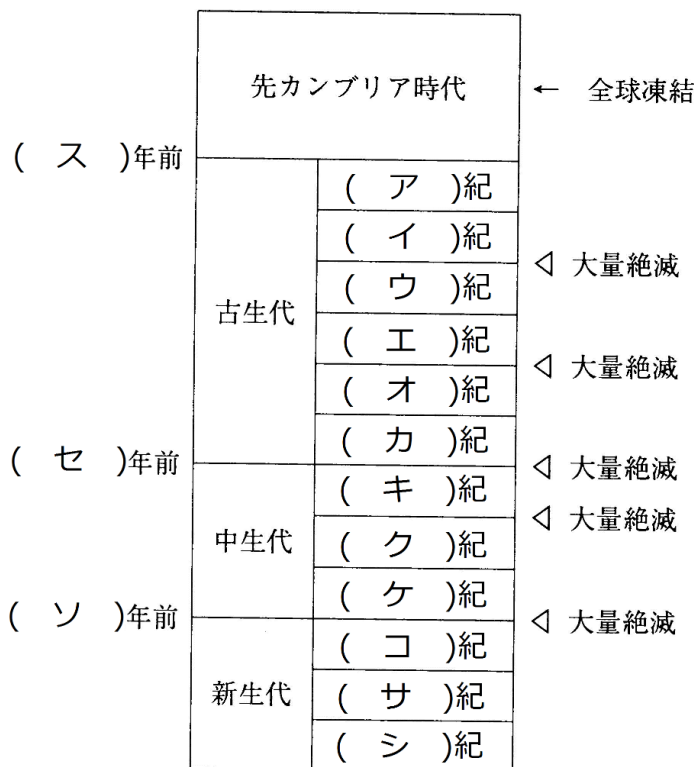 先カンブリア時代
← 全球凍結
( ス )年前
( ア )紀
( イ )紀
◁ 大量絶滅
( ウ )紀
古生代
( エ )紀
◁ 大量絶滅
( オ )紀
( カ )紀
( セ )年前
◁ 大量絶滅
( キ )紀
◁ 大量絶滅
中生代
( ク )紀
( ケ )紀
( ソ )年前
◁ 大量絶滅
( コ )紀
新生代
( サ )紀
( シ )紀